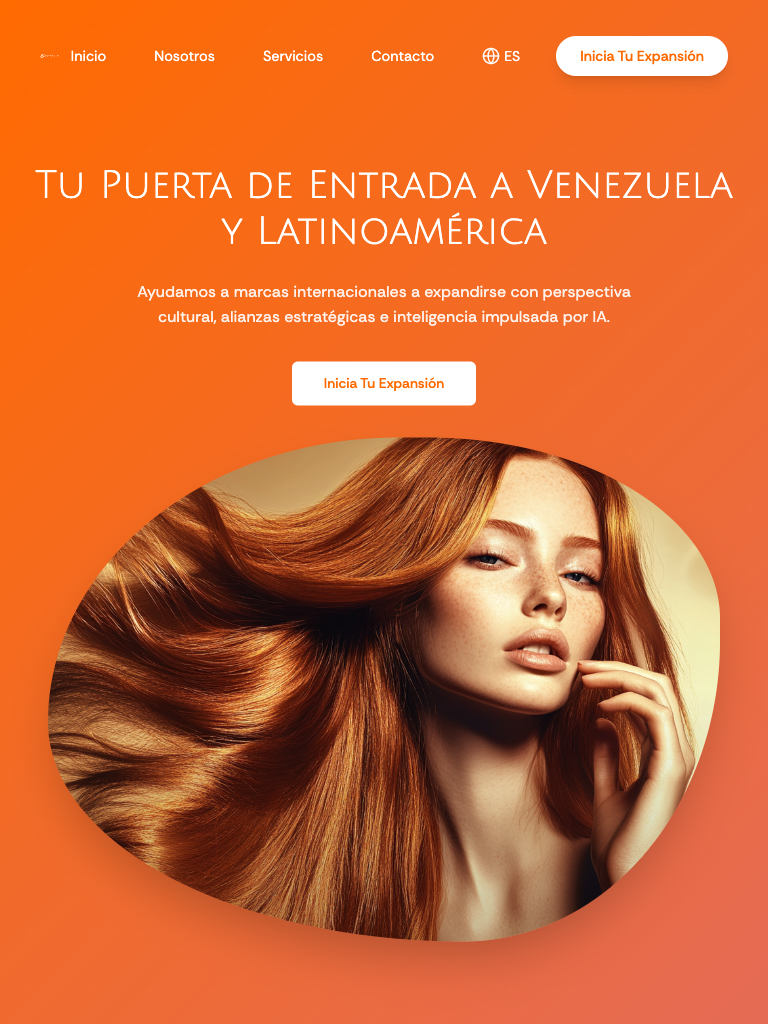 Inicio Nosotros Servicios Contacto ES Inicia Tu Expansión
Tu Puerta de Entrada a Venezuela
y Latinoamérica
Ayudamos a marcas internacionales a expandirse con perspectiva
cultural, alianzas estratégicas e inteligencia impulsada por IA.
Inicia Tu Expansión